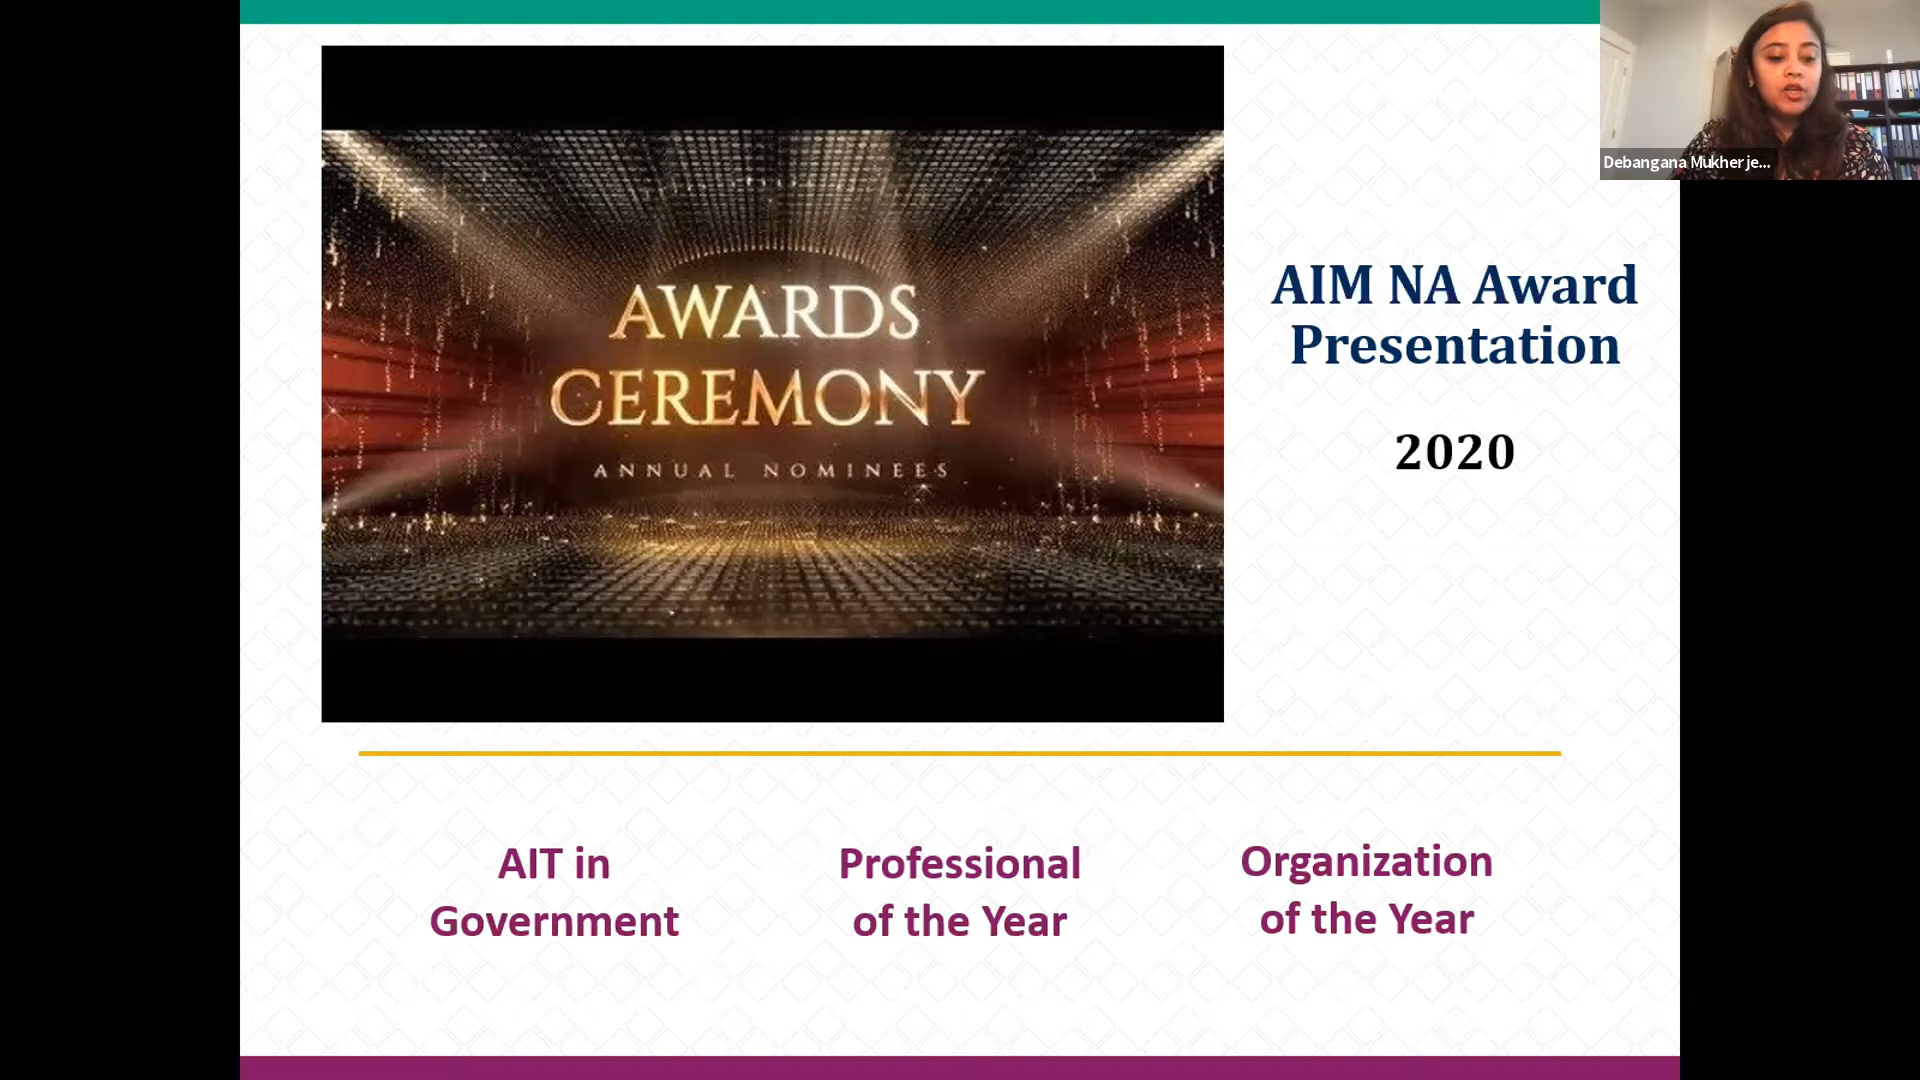 AWARDS
CEREMONY
ANNUAL NOMINEES
AIM NA Award
Presentation
2020
Debangana Mukherje...
AIT in
Government
Professional
of the Year
Organization
of the Year